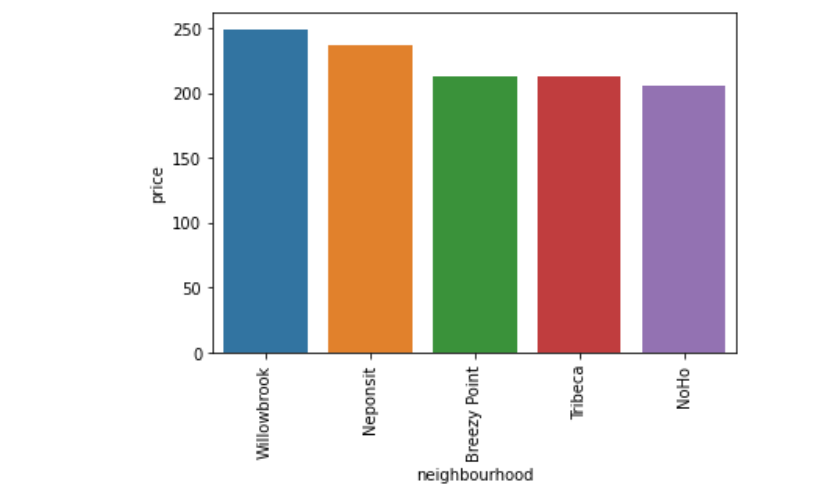 250
200
150
100
50
0
price
Willowbrook
Neponsit
Breezy Point
Tribeca
NoHo
neighbourhood